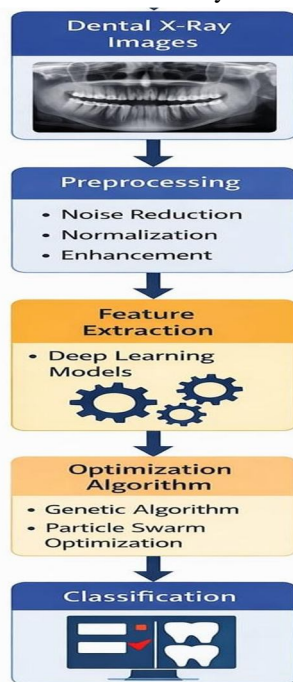 Dental X-Ray
Images
Preprocessing
• Noise Reduction
• Normalization
• Enhancement
Feature
Extraction
• Deep Learning
Models
Optimization
Algorithm
• Genetic Algorithm
• Particle Swarm
Optimization
Classification